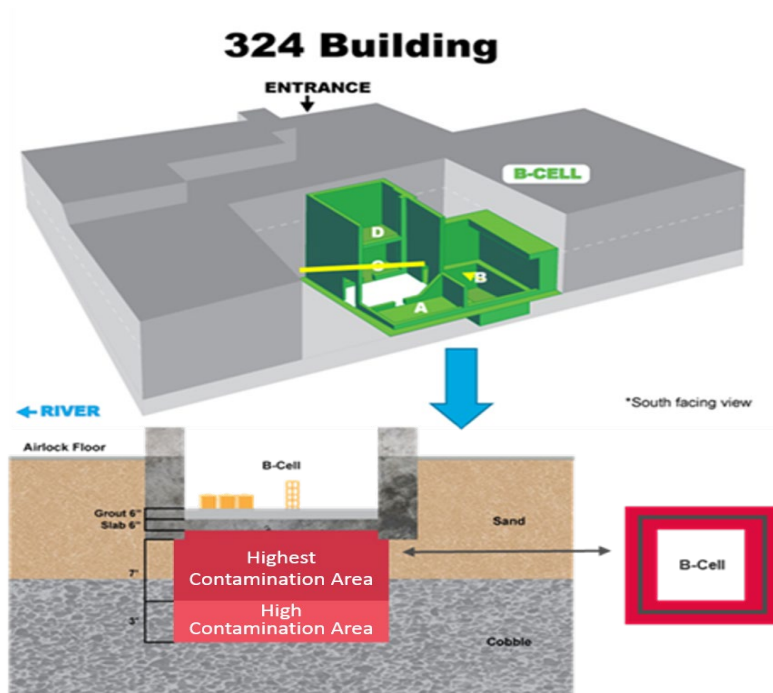 324 Building
ENTRANCE
B-CELL
D
C
B
A
RIVER
*South facing view
Airlock Floor
B-Cell
Grout 6"
Slab 6"
Sand
Highest
Contamination Area
7"
B-Cell
High
Contamination Area
3"
Cobble